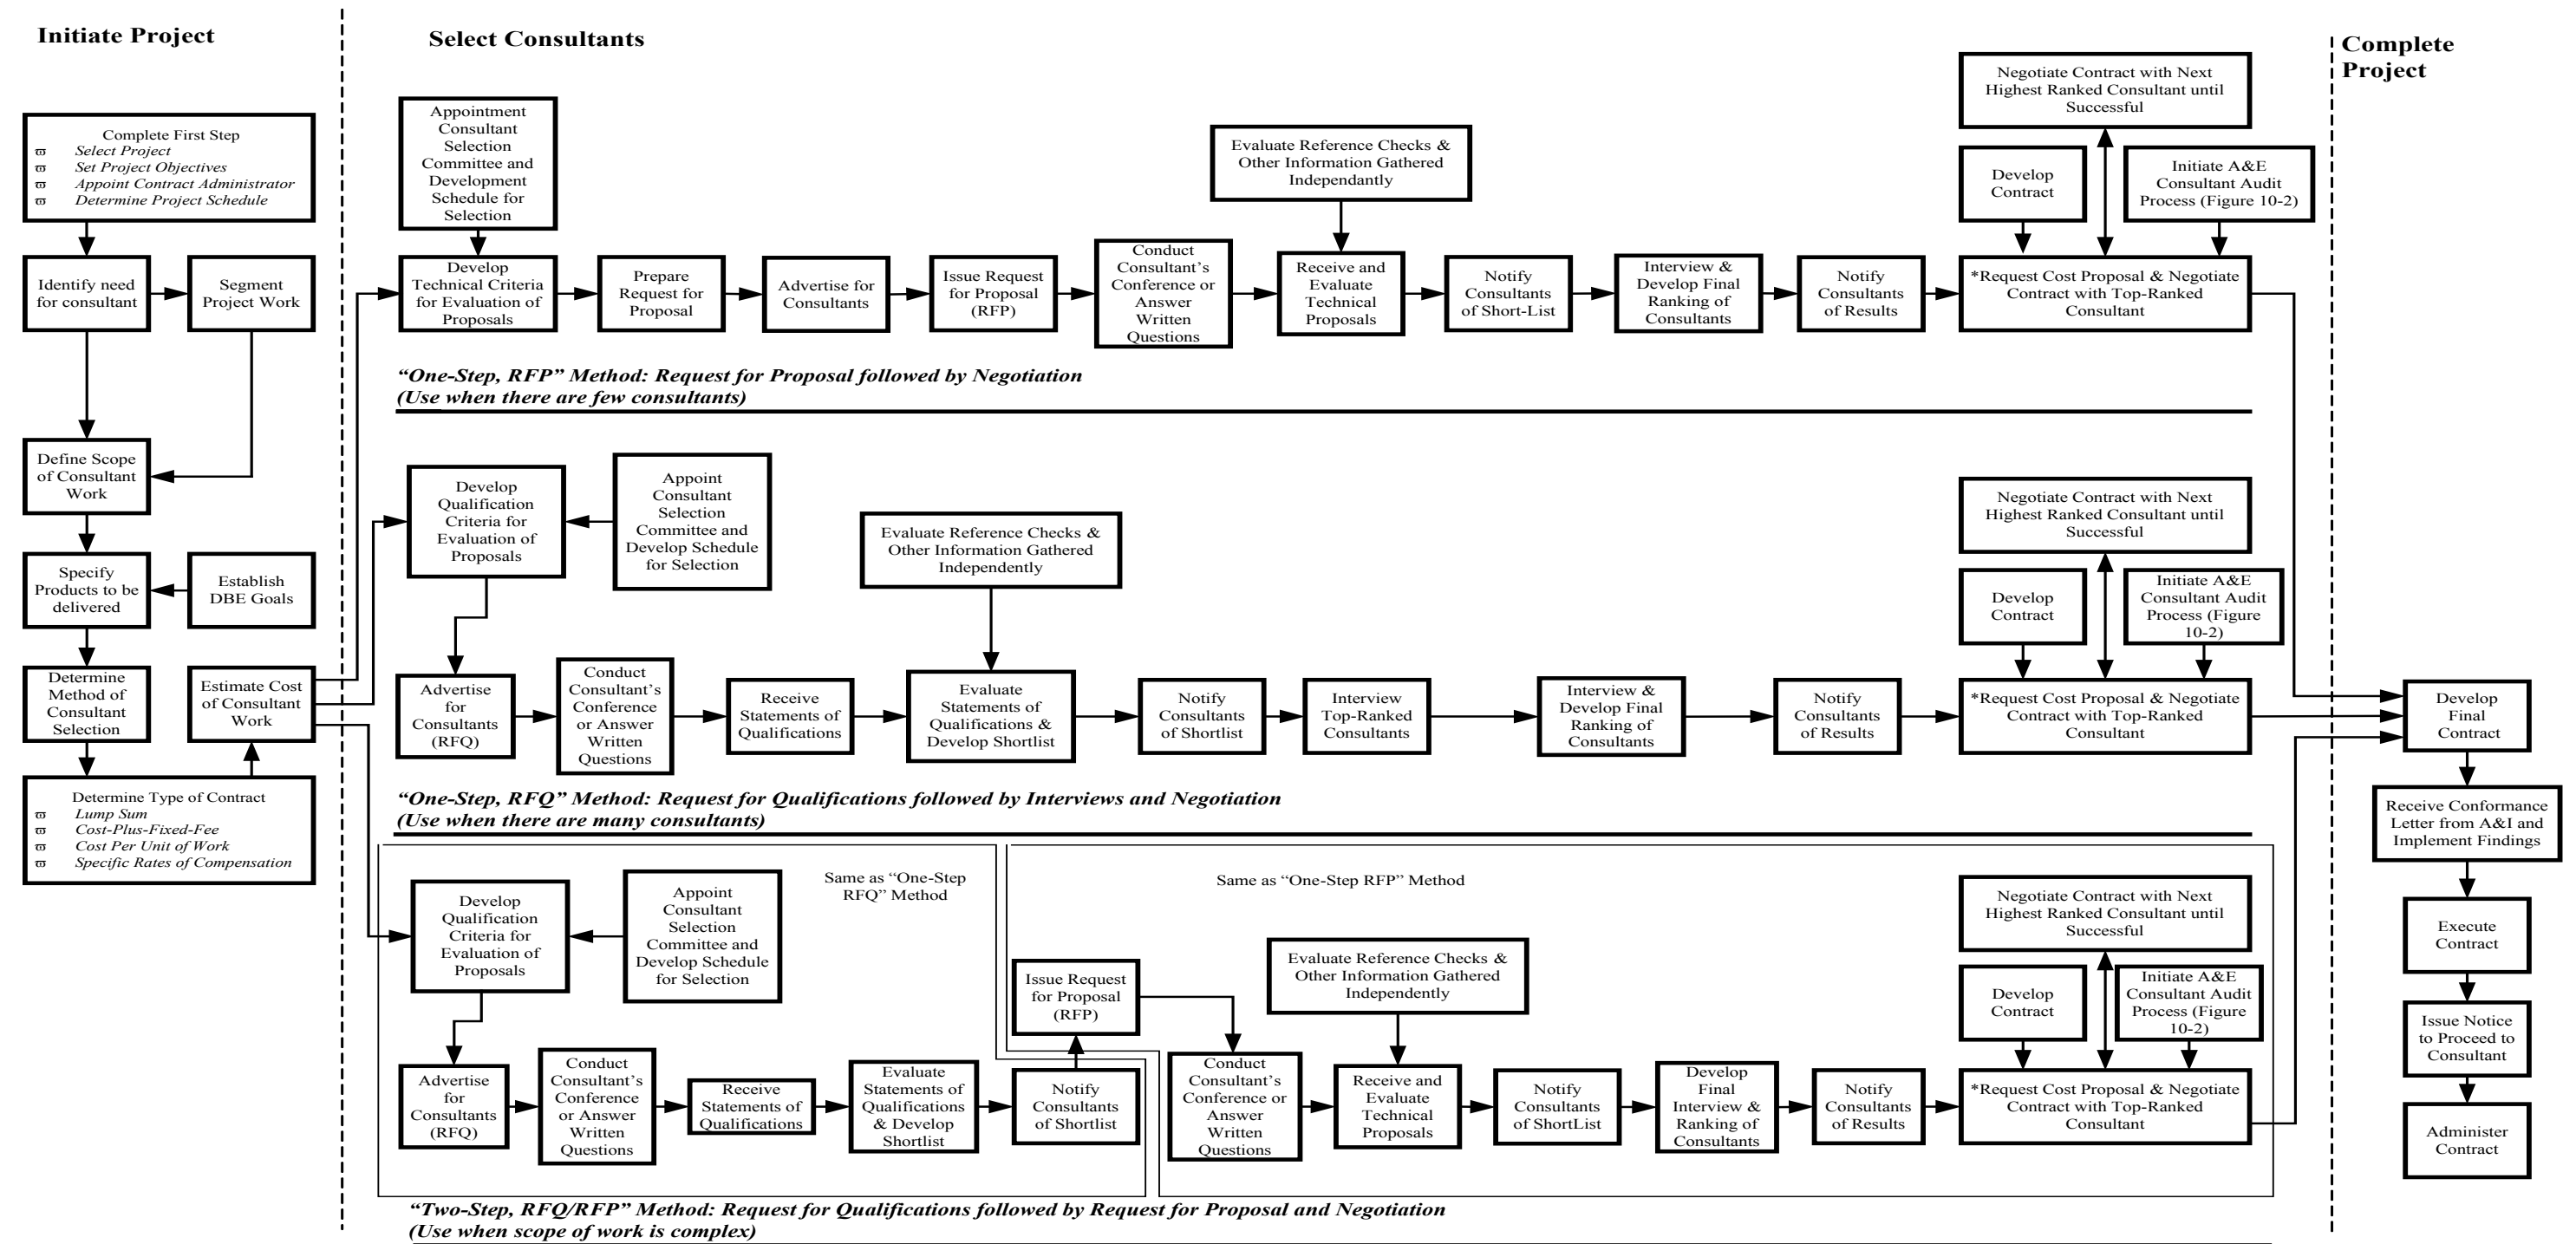 Initiate Project
Complete First Step
ϖ Select Project
ϖ Set Project Objectives
ϖ Appoint Contract Administrator
ϖ Determine Project Schedule
Identify need
for consultant
Segment
Project Work
Define Scope
of Consultant
Work
Specify
Products to be
delivered
Establish
DBE Goals
Determine
Method of
Consultant
Selection
Estimate Cost
of Consultant
Work
Determine Type of Contract
ϖ Lump Sum
ϖ Cost-Plus-Fixed-Fee
ϖ Cost Per Unit of Work
ϖ Specific Rates of Compensation
Select Consultants
Appointment
Consultant
Selection
Committee and
Development
Schedule for
Selection
Develop
Technical Criteria
for Evaluation of
Proposals
Prepare
Request for
Proposal
Advertise for
Consultants
Issue Request
for Proposal
(RFP)
Conduct
Consultant’s
Conference or
Answer
Written
Questions
Evaluate Reference Checks &
Other Information Gathered
Independantly
Receive and
Evaluate
Technical
Proposals
Notify
Consultants
of Short-List
Interview &
Develop Final
Ranking of
Consultants
Notify
Consultants
of Results
Negotiate Contract with Next
Highest Ranked Consultant until
Successful
Develop
Contract
Initiate A&E
Consultant Audit
Process (Figure 10-2)
*Request Cost Proposal & Negotiate
Contract with Top-Ranked
Consultant
“One-Step, RFP” Method: Request for Proposal followed by Negotiation
(Use when there are few consultants)
Develop
Qualification
Criteria for
Evaluation of
Proposals
Appoint
Consultant
Selection
Committee and
Develop Schedule
for Selection
Evaluate Reference Checks &
Other Information Gathered
Independently
Advertise
for
Consultants
(RFQ)
Conduct
Consultant’s
Conference
or Answer
Written
Questions
Receive
Statements of
Qualifications
Evaluate
Statements of
Qualifications &
Develop Shortlist
Notify
Consultants
of Shortlist
Interview
Top-Ranked
Consultants
Interview &
Develop Final
Ranking of
Consultants
Notify
Consultants
of Results
Negotiate Contract with Next
Highest Ranked Consultant until
Successful
Develop
Contract
Initiate A&E
Consultant Audit
Process (Figure
10-2)
*Request Cost Proposal & Negotiate
Contract with Top-Ranked
Consultant
“One-Step, RFQ” Method: Request for Qualifications followed by Interviews and Negotiation
(Use when there are many consultants)
Same as “One-Step
RFQ” Method
Develop
Qualification
Criteria for
Evaluation of
Proposals
Appoint
Consultant
Selection
Committee and
Develop Schedule
for Selection
Advertise
for
Consultants
(RFQ)
Conduct
Consultant’s
Conference
or Answer
Written
Questions
Receive
Statements of
Qualifications
Evaluate
Statements of
Qualifications
& Develop
Shortlist
Notify
Consultants
of Shortlist
Same as “One-Step RFP” Method
Issue Request
for Proposal
(RFP)
Conduct
Consultant’s
Conference or
Answer
Written
Questions
Evaluate Reference Checks &
Other Information Gathered
Independently
Receive and
Evaluate
Technical
Proposals
Notify
Consultants
of ShortList
Develop
Final
Interview &
Ranking of
Consultants
Notify
Consultants
of Results
Negotiate Contract with Next
Highest Ranked Consultant until
Successful
Develop
Contract
Initiate A&E
Consultant Audit
Process (Figure
10-2)
*Request Cost Proposal & Negotiate
Contract with Top-Ranked
Consultant
“Two-Step, RFQ/RFP” Method: Request for Qualifications followed by Request for Proposal and Negotiation
(Use when scope of work is complex)
Complete
Project
Develop
Final
Contract
Receive Conformance
Letter from A&I and
Implement Findings
Execute
Contract
Issue Notice
to Proceed to
Consultant
Administer
Contract